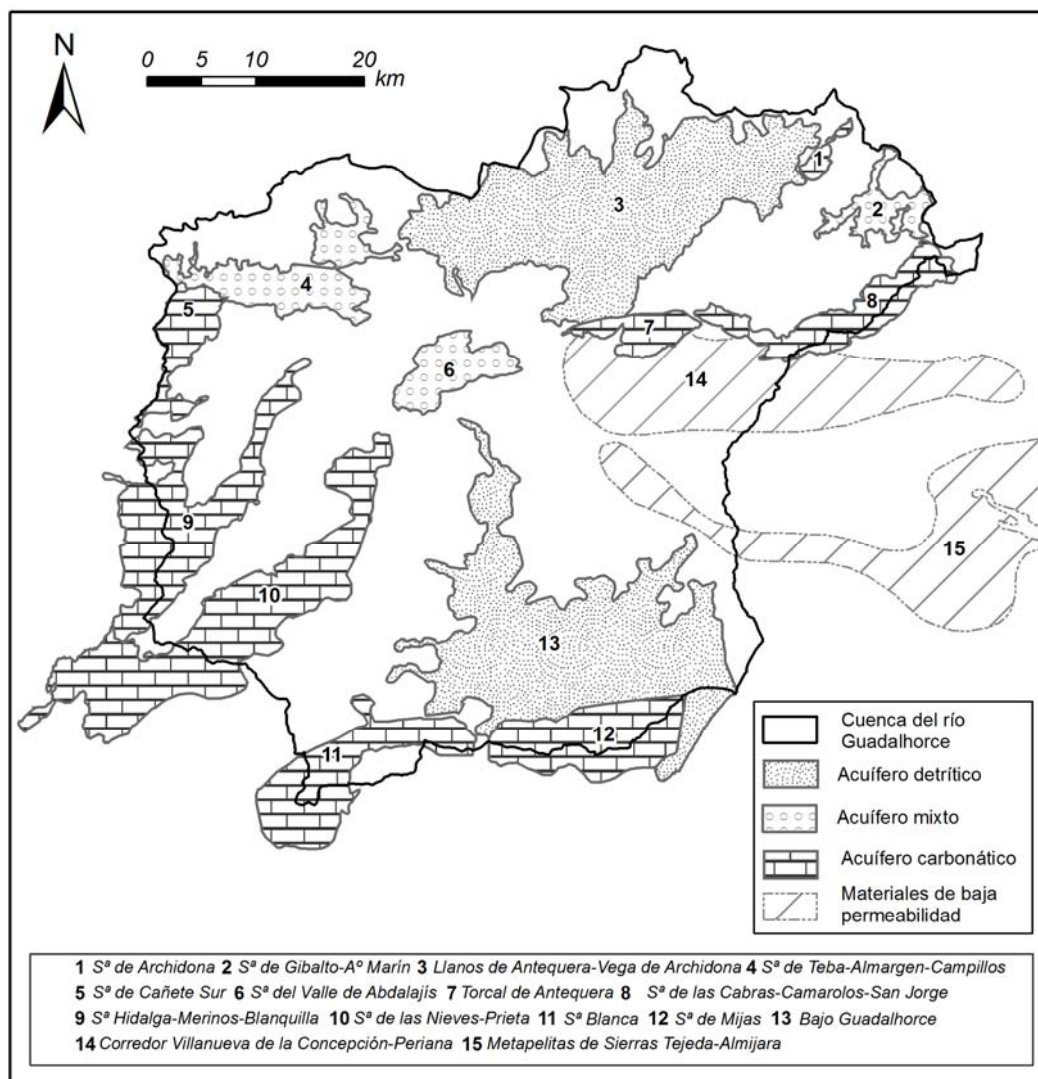 N
0 5 10 20
km
1
2
3
4
5
6
7
8
9
10
11
12
13
14
15
Cuenca del río
Guadalhorce
Acuífero detrítico
Acuífero mixto
Acuífero carbonático
Materiales de baja
permeabilidad
1 Sª de Archidona 2 Sª de Gibalto-Aº Marín 3 Llanos de Antequera-Vega de Archidona 4 Sª de Teba-Almargen-Campillos
5 Sª de Cañete Sur 6 Sª del Valle de Abdalajís 7 Torcal de Antequera 8 Sª de las Cabras-Camarolos-San Jorge
9 Sª Hidalga-Merinos-Blanquilla 10 Sª de las Nieves-Prieta 11 Sª Blanca 12 Sª de Mijas 13 Bajo Guadalhorce
14 Corredor Villanueva de la Concepción-Periana 15 Metapelitas de Sierras Tejeda-Almijara